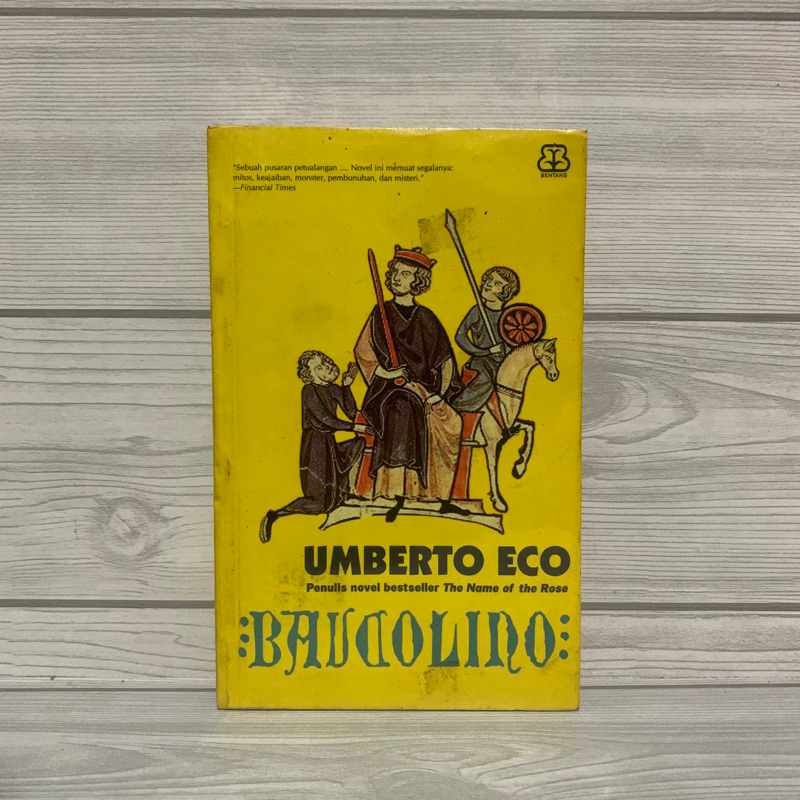 "Sebuah pusaran petualangan .... Novel ini memuat segalanya:
mitos, keajaiban, monster, pembunuhan, dan misteri."
—Financial Times
BENTANG
UMBERTO ECO
Penulis novel bestseller The Name of the Rose
BAUDOLINO